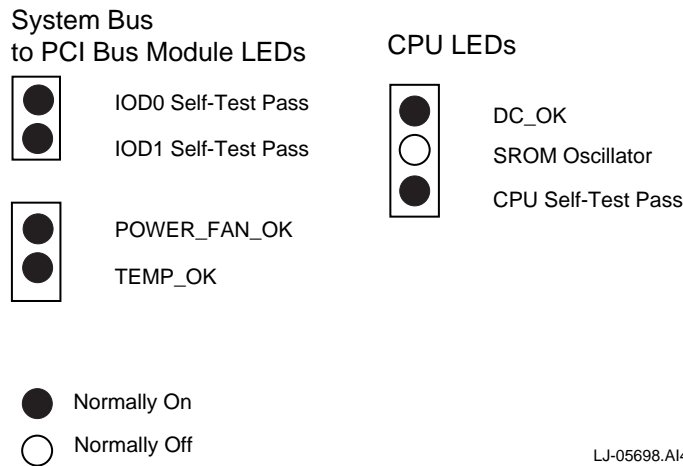 System Bus
to PCI Bus Module LEDs
IOD0 Self-Test Pass
IOD1 Self-Test Pass
POWER_FAN_OK
TEMP_OK
CPU LEDs
DC_OK
SROM Oscillator
CPU Self-Test Pass
Normally On
Normally Off
LJ-05698.AI4